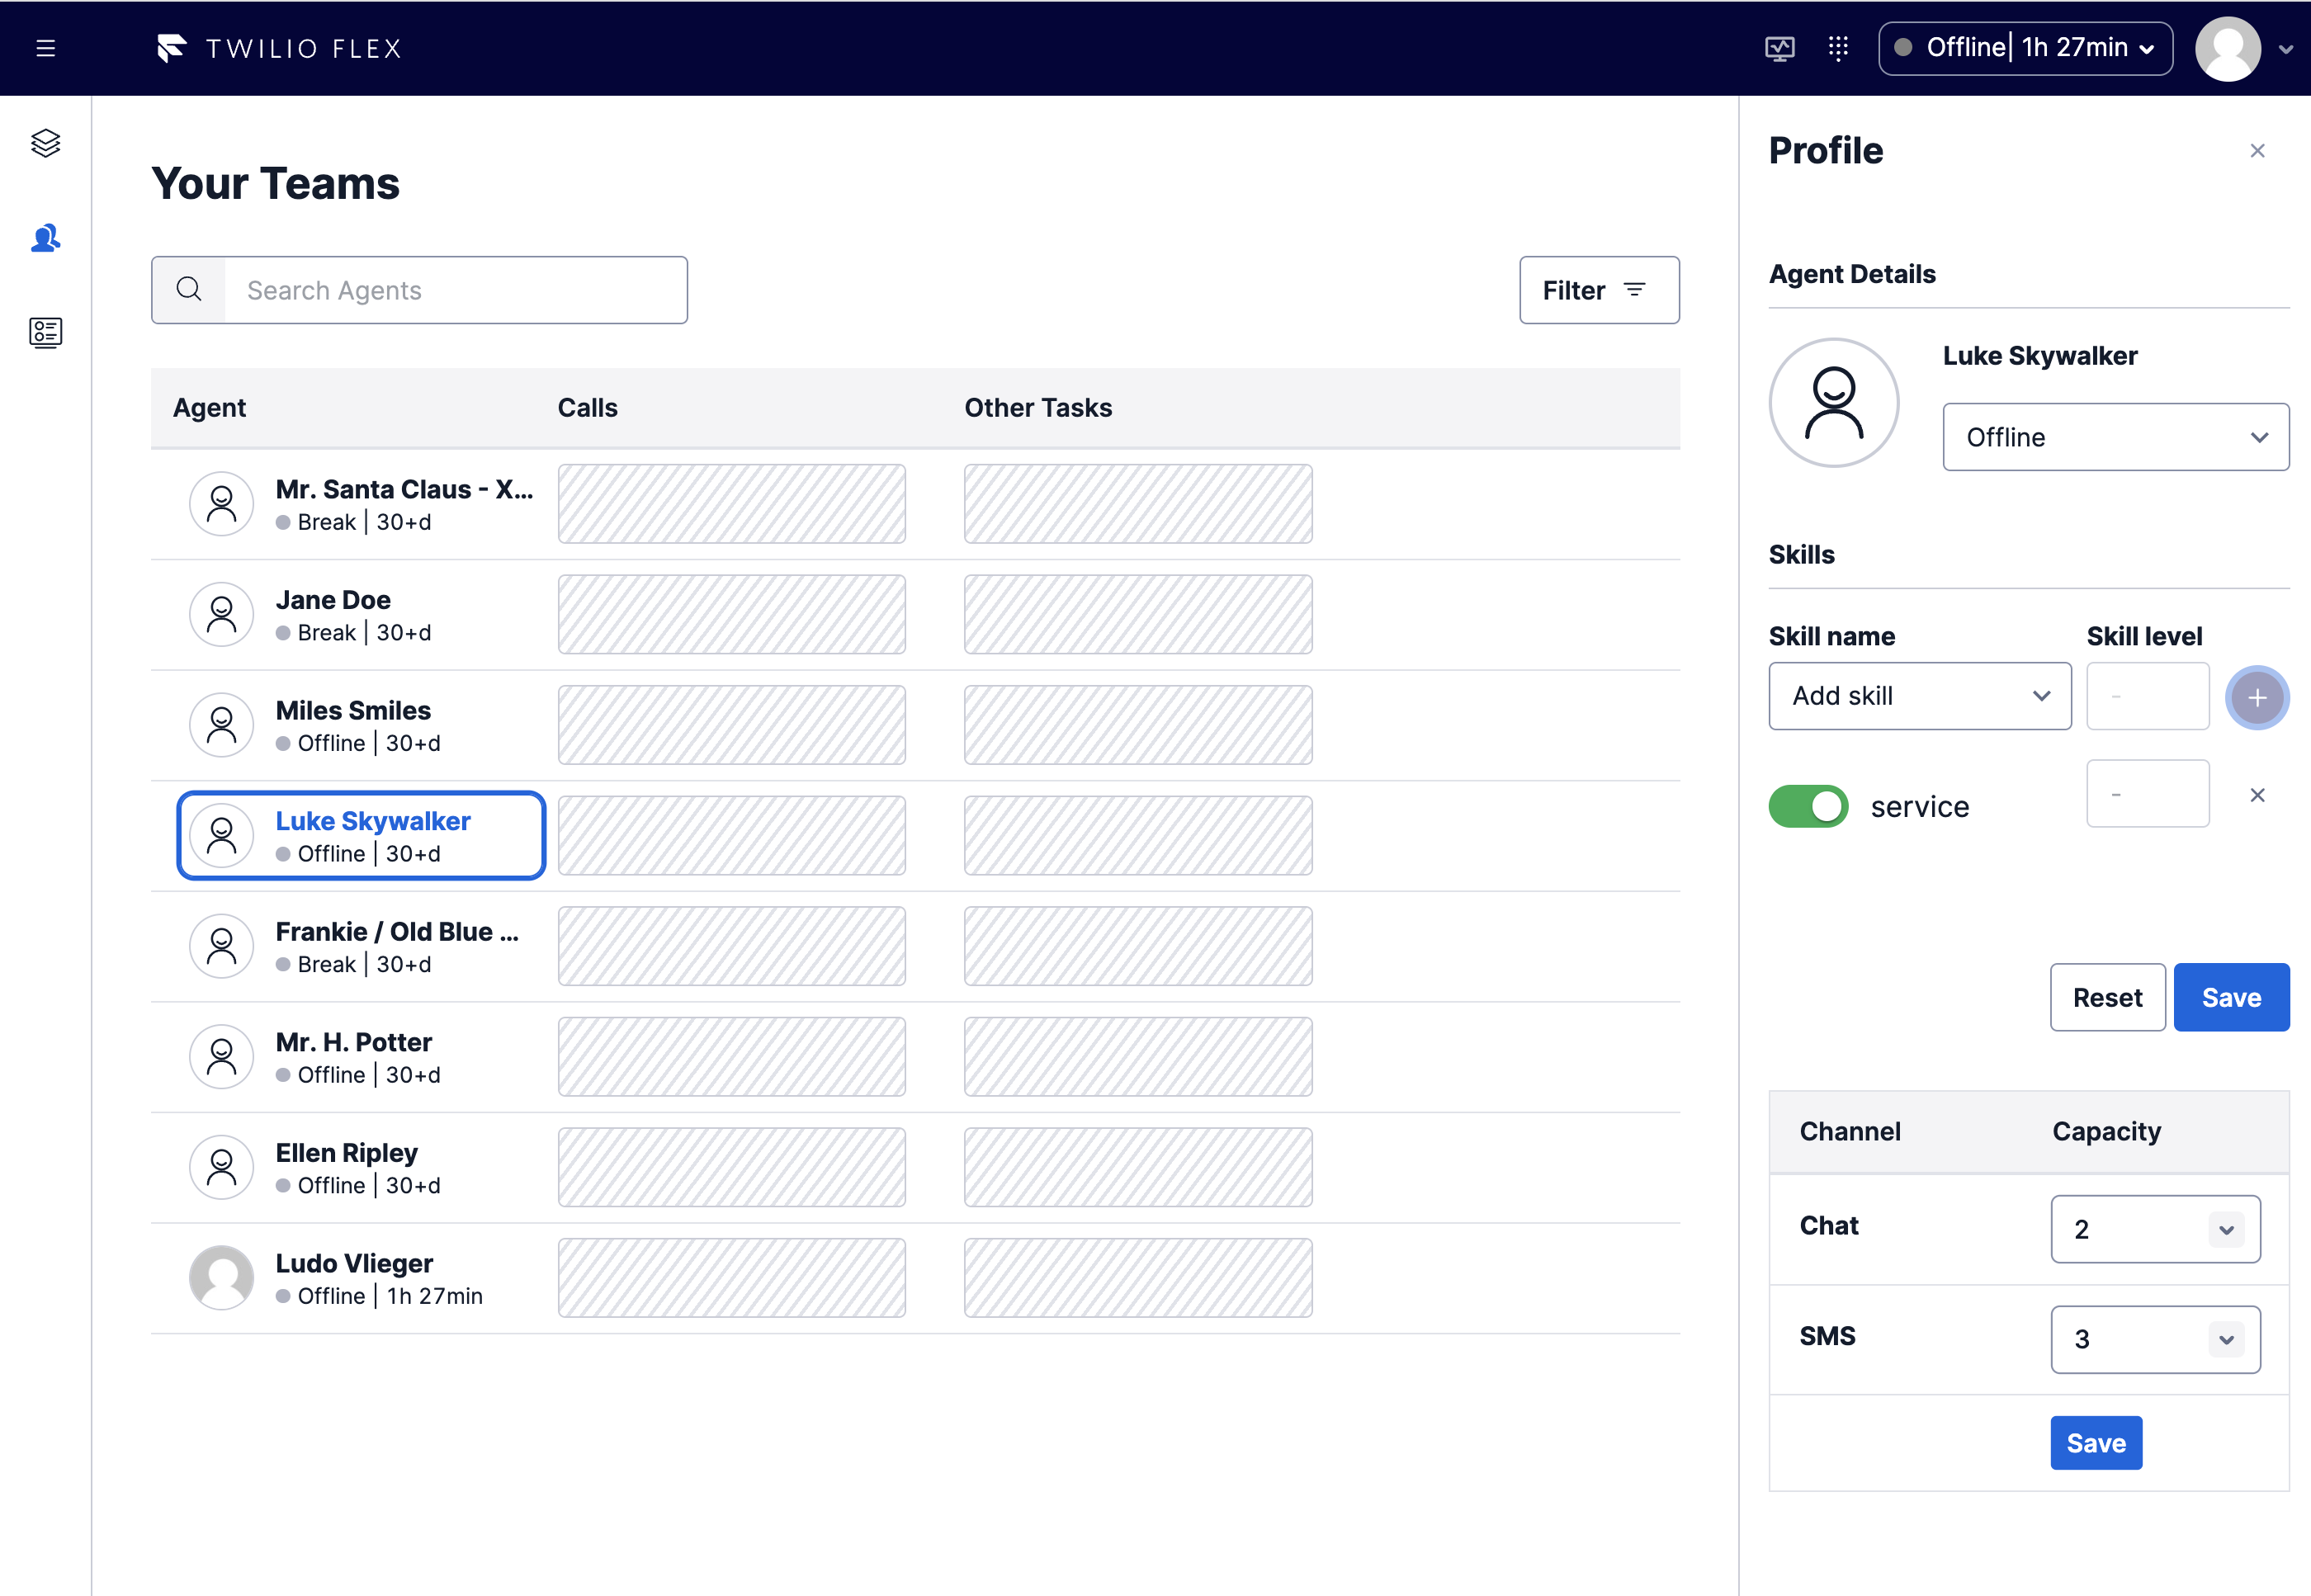 TWILIO FLEX
Offline| 1h 27min
Your Teams
Search Agents
Filter
Agent Calls Other Tasks
Mr. Santa Claus - X...
Break | 30+d
Jane Doe
Break | 30+d
Miles Smiles
Offline | 30+d
Luke Skywalker
Offline | 30+d
Frankie / Old Blue ...
Break | 30+d
Mr. H. Potter
Offline | 30+d
Ellen Ripley
Offline | 30+d
Ludo Vlieger
Offline | 1h 27min
Profile
Agent Details
Luke Skywalker
Offline
Skills
Skill name Skill level
Add skill -
service -
Reset Save
Channel Capacity
Chat 2
SMS 3
Save